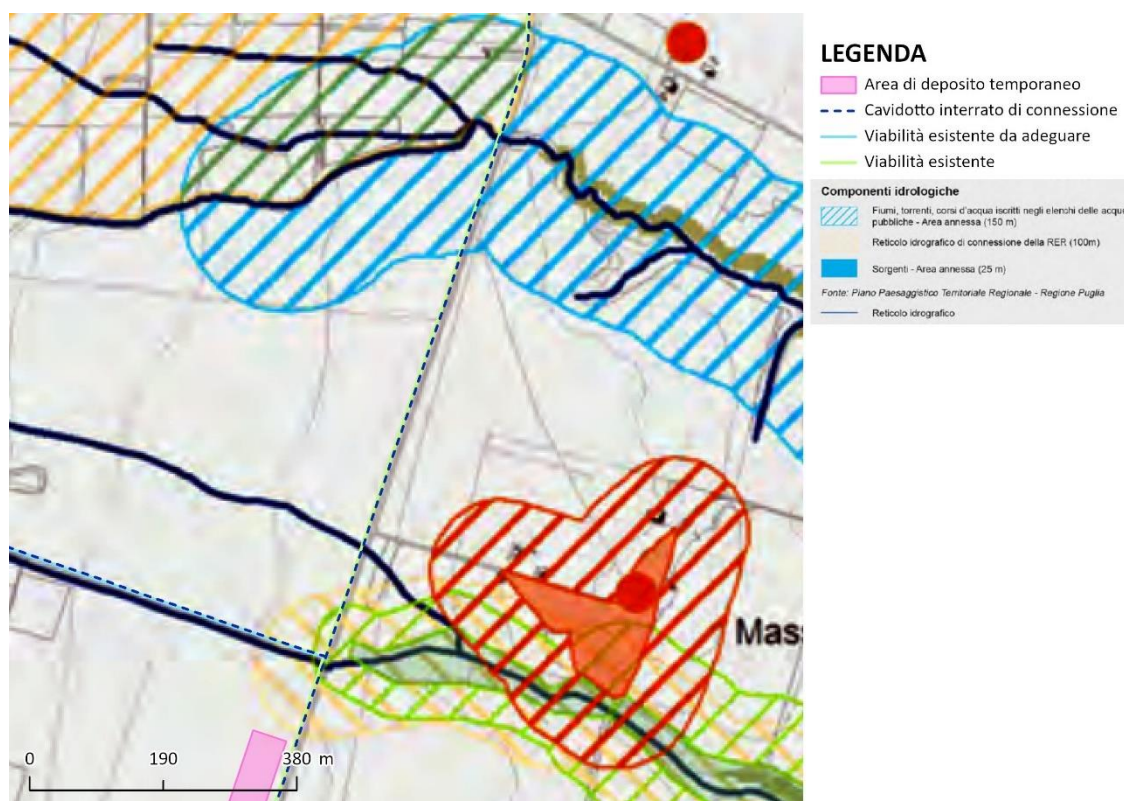 LEGENDA
Area di deposito temporaneo
Cavidotto interrato di connessione
Viabilità esistente da adeguare
Viabilità esistente
Componenti idrologiche
Fiumi, torrenti, corsi d'acqua iscritti negli elenchi delle acque
pubbliche - Area annessa (150 m)
Reticolo idrografico di connessione della RER (100m)
Sorgenti - Area annessa (25 m)
Fonte: Piano Paesaggistico Territoriale Regionale - Regione Puglia
Reticolo idrografico
Mass
0 190 380 m